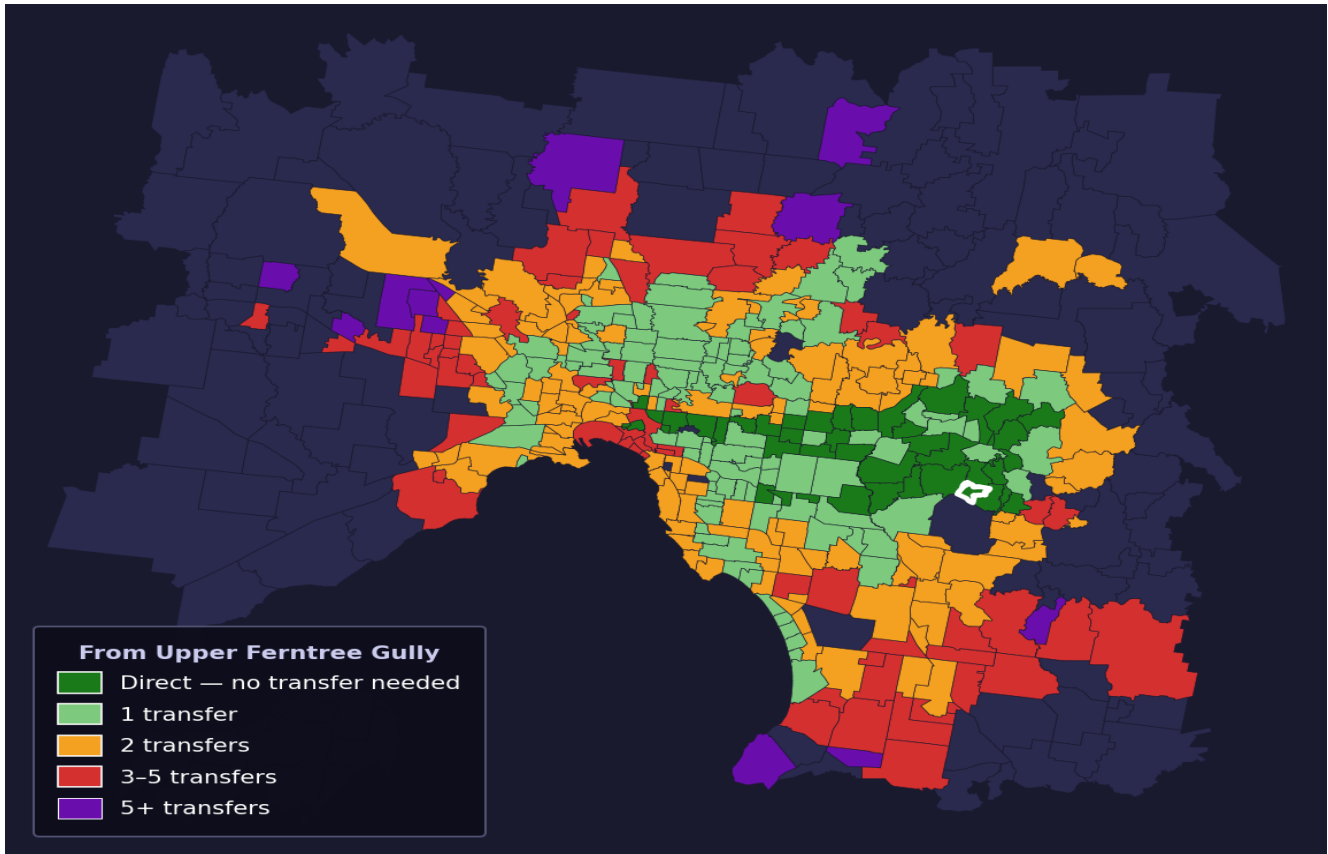 From Upper Ferntree Gully
Direct — no transfer needed
1 transfer
2 transfers
3–5 transfers
5+ transfers